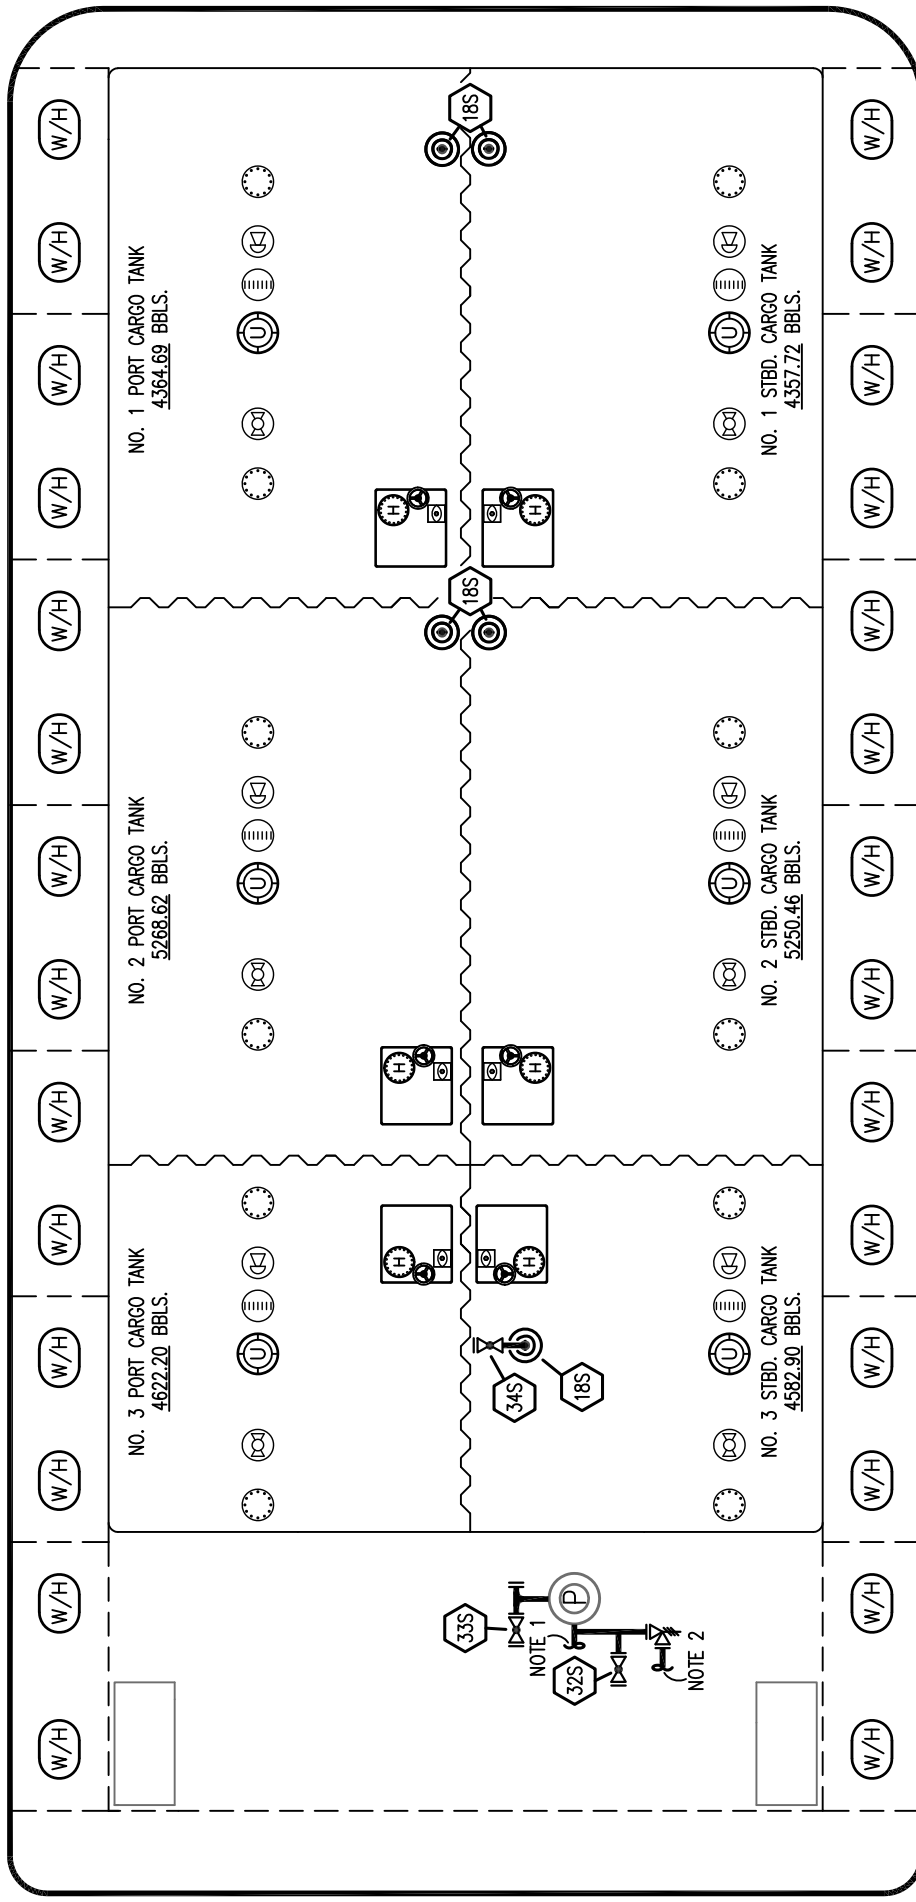 W/H
W/H
W/H
W/H
W/H
W/H
W/H
W/H
W/H
W/H
W/H
W/H
W/H
W/H
NO. 3 PORT CARGO TANK
4622.20 BBLS.
NO. 2 PORT CARGO TANK
5268.62 BBLS.
NO. 1 PORT CARGO TANK
4364.69 BBLS.
U
U
U
H
H
H
18S
18S
H
H
H
34S
18S
33S
P
NOTE 1
32S
NOTE 2
U
U
U
NO. 3 STBD. CARGO TANK
4582.90 BBLS.
NO. 2 STBD. CARGO TANK
5250.46 BBLS.
NO. 1 STBD. CARGO TANK
4357.72 BBLS.
W/H
W/H
W/H
W/H
W/H
W/H
W/H
W/H
W/H
W/H
W/H
W/H
W/H
W/H